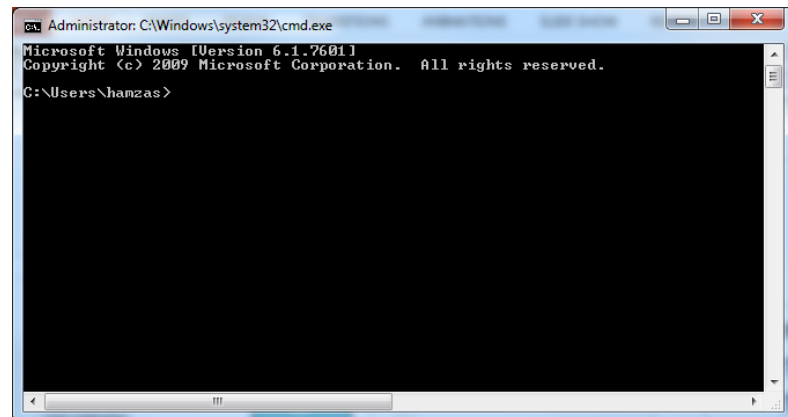 Administrator: C:\Windows\system32\cmd.exe
Microsoft Windows [Version 6.1.7601]
Copyright (c) 2009 Microsoft Corporation.  All rights reserved.
C:\Users\hamzas>